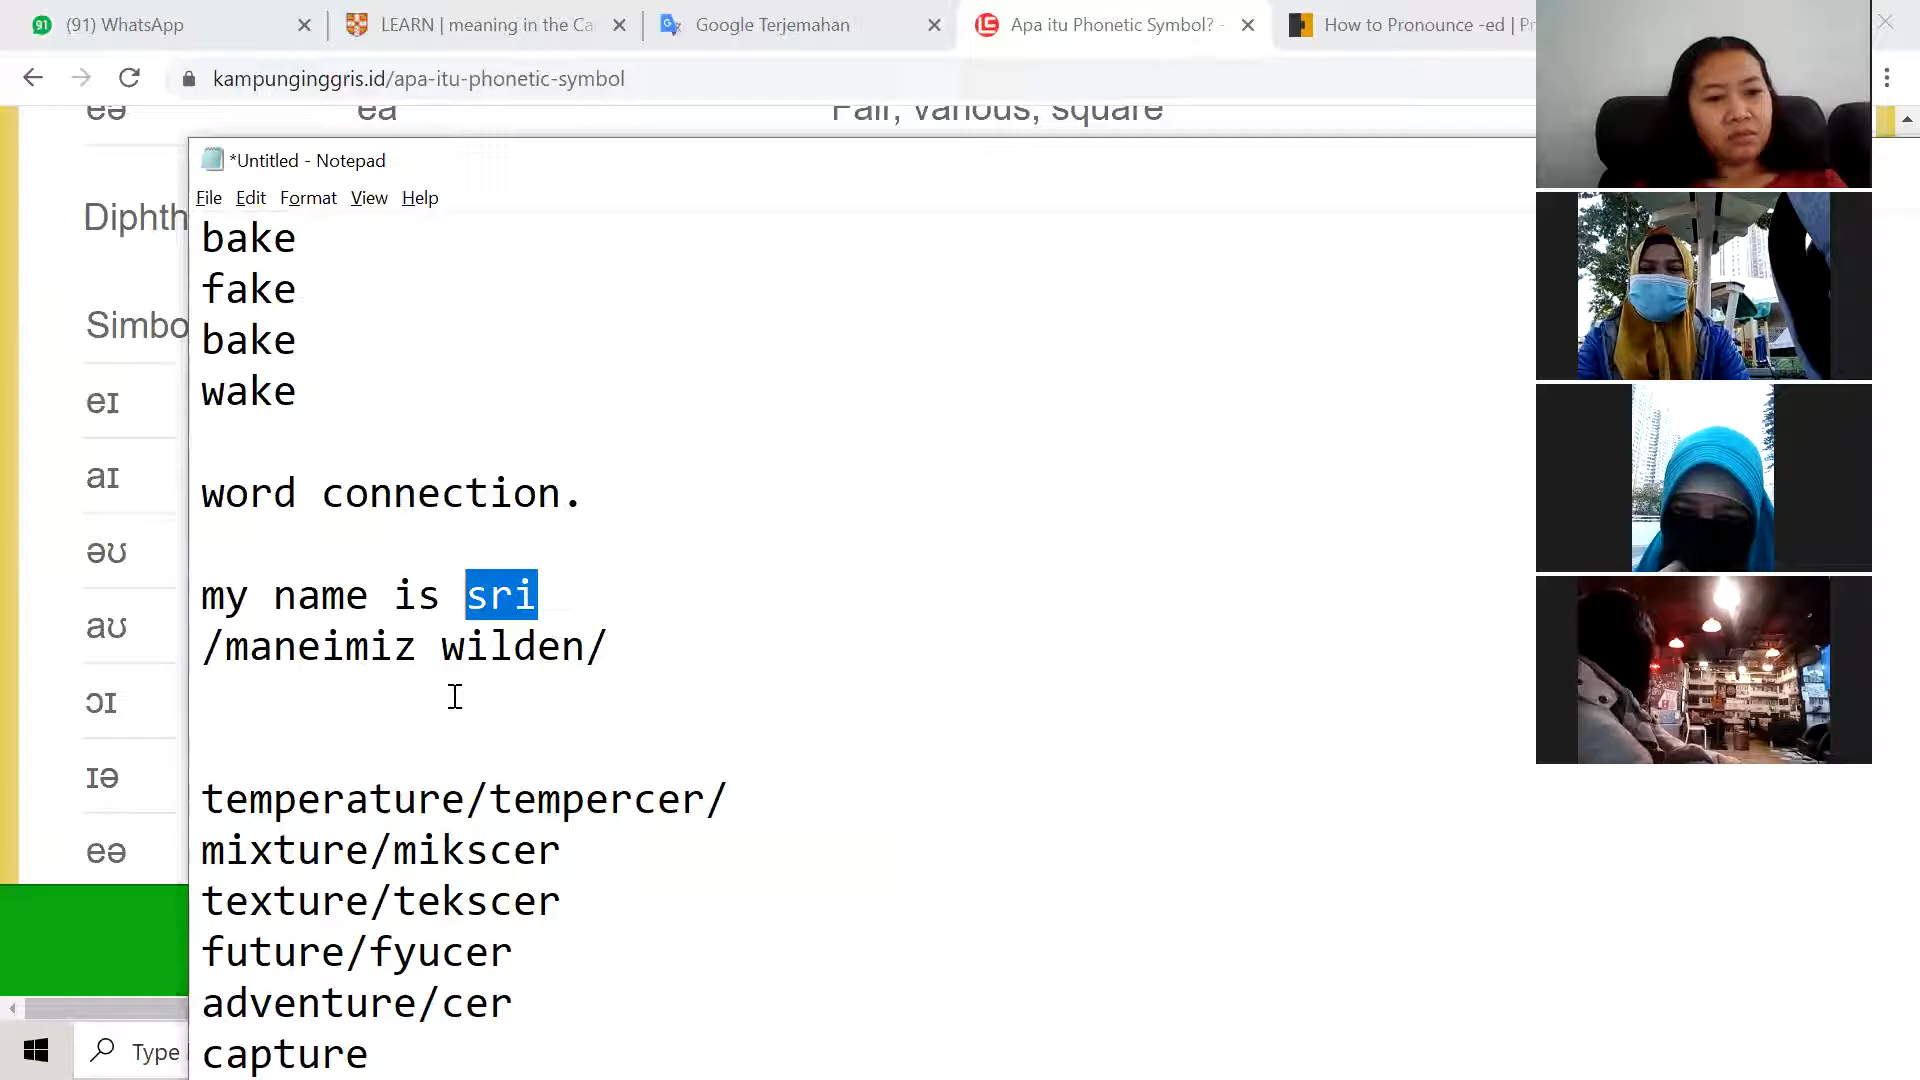 (91) WhatsApp
LEARN | meaning in the Ca
Google Terjemahan
Apa itu Phonetic Symbol? -
How to Pronounce -ed | Pr
kampunginggris.id/apa-itu-phonetic-symbol
eə ea Fair, various, square
*Untitled - Notepad
File Edit Format View Help
Diphth
Simbo
eɪ
aɪ
əʊ
aʊ
ɔɪ
ɪə
eə
bake
fake
bake
wake
word connection.
my name is sri
/maneimiz wilden/
temperature/tempercer/
mixture/mikscer
texture/tekscer
future/fyucer
adventure/cer
capture
Type